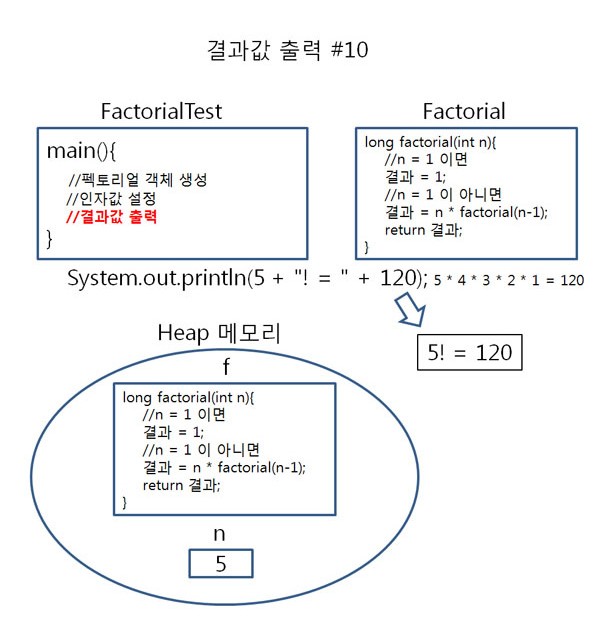 결과값 출력 #10
FactorialTest
main(){
//펙토리얼 객체 생성
//인자값 설정
//결과값 출력
}
Factorial
long factorial(int n){
//n = 1 이면
결과 = 1;
//n = 1 이 아니면
결과 = n * factorial(n-1);
return 결과;
}
System.out.println(5 + "! = " + 120); 5 * 4 * 3 * 2 * 1 = 120
5! = 120
Heap 메모리
f
long factorial(int n){
//n = 1 이면
결과 = 1;
//n = 1 이 아니면
결과 = n * factorial(n-1);
return 결과;
}
n
5